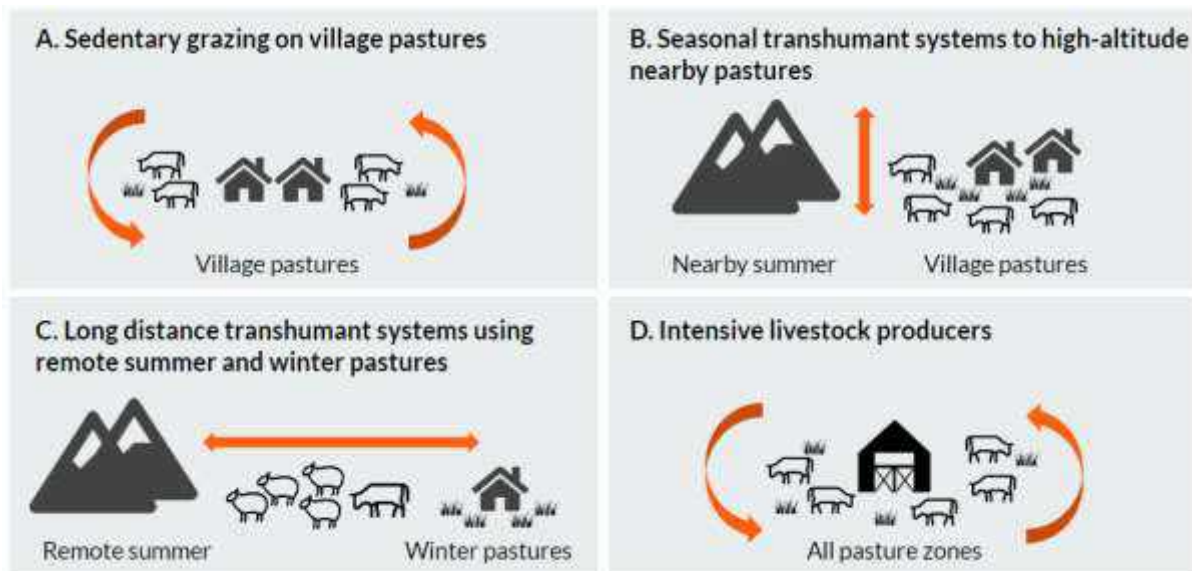 A. Sedentary grazing on village pastures
Village pastures
B. Seasonal transhumant systems to high-altitude
nearby pastures
Nearby summer
Village pastures
C. Long distance transhumant systems using
remote summer and winter pastures
Remote summer
Winter pastures
D. Intensive livestock producers
All pasture zones